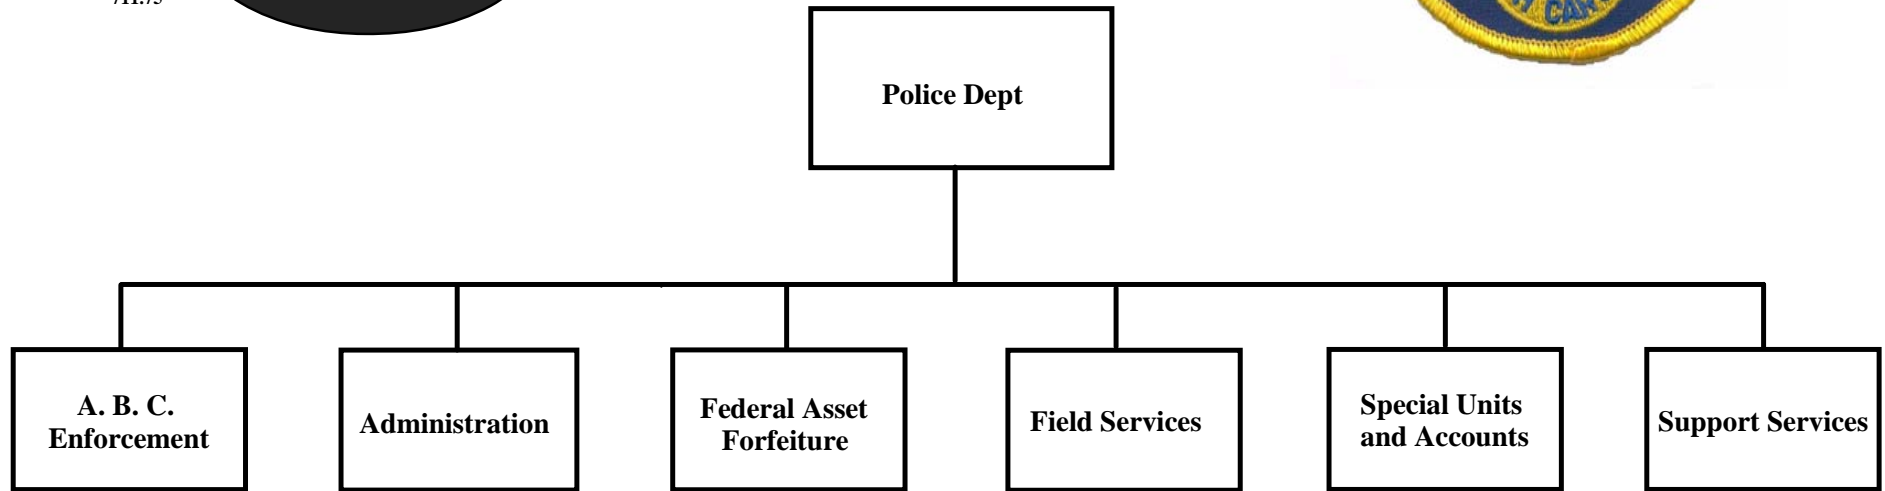 Police Dept
A. B. C.
Enforcement
Administration
Federal Asset
Forfeiture
Field Services
Special Units
and Accounts
Support Services